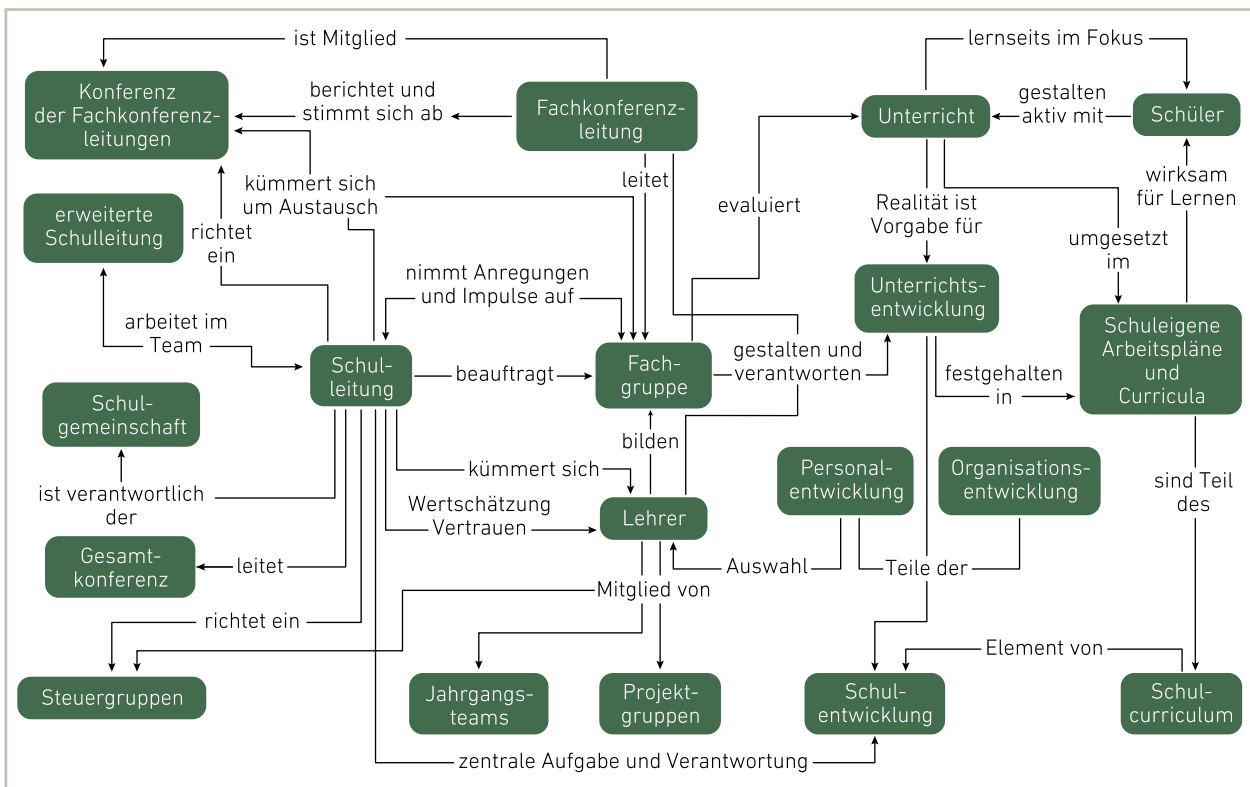 ist Mitglied
lernseits im Fokus
Konferenz
der Fachkonferenz-
leitungen
berichtet und
stimmt sich ab
Fachkonferenz-
leitung
Unterricht
gestalten
aktiv mit
Schüler
kümmert sich
um Austausch
leitet
evaluiert
wirksam
für Lernen
erweiterte
Schulleitung
richtet
ein
Realität ist
Vorgabe für
umgesetzt
im
nimmt Anregungen
und Impulse auf
Unterrichts-
entwicklung
arbeitet im
Team
Schul-
leitung
beauftragt
Fach-
gruppe
gestalten und
verantworten
festgehalten
in
Schuleigene
Arbeitspläne
und
Curricula
Schul-
gemeinschaft
bilden
kümmert sich
Personal-
entwicklung
Organisations-
entwicklung
sind Teil
des
ist verantwortlich
der
Wertschätzung
Vertrauen
Lehrer
Gesamt-
konferenz
leitet
Auswahl
Teile der
Mitglied von
richtet ein
Element von
Steuergruppen
Jahrgangs-
teams
Projekt-
gruppen
Schul-
entwicklung
Schul-
curriculum
zentrale Aufgabe und Verantwortung